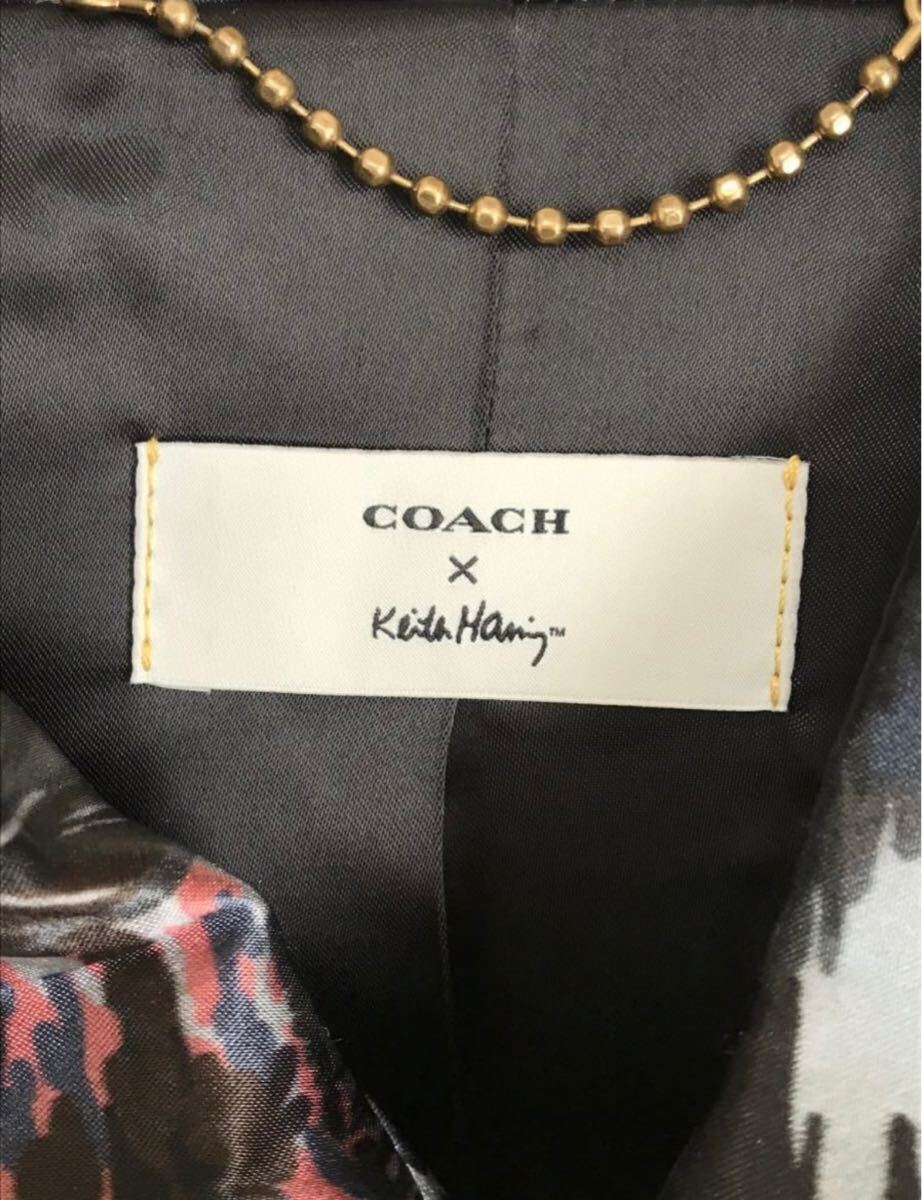 COACH
×
Keith Haring™